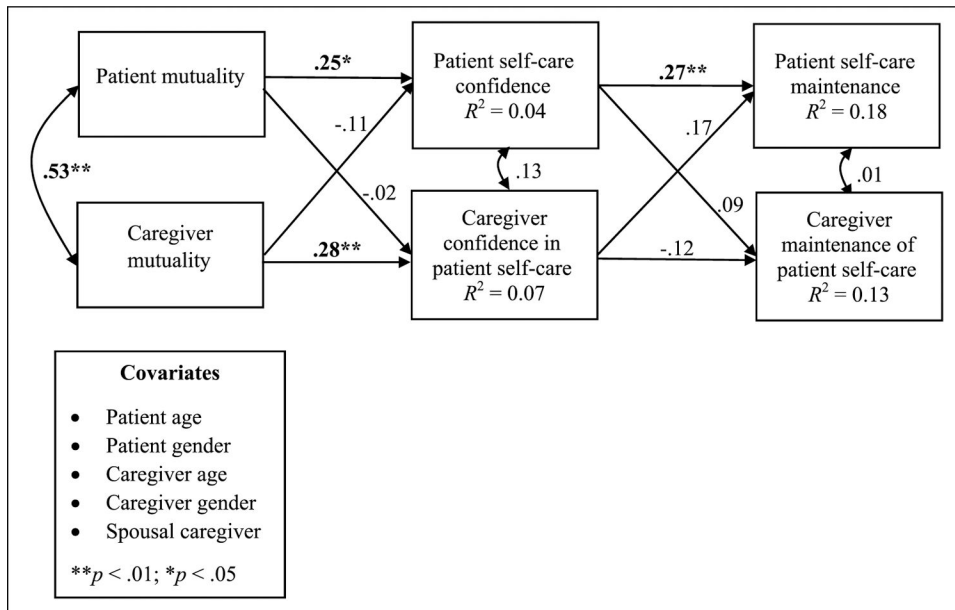 Patient mutuality
.53**
Caregiver
mutuality
.25*
-.11
-.02
.28**
Patient self-care
confidence
R² = 0.04
.13
Caregiver
confidence in
patient self-care
R² = 0.07
.27**
.17
.09
-.12
Patient self-care
maintenance
R² = 0.18
.01
Caregiver
maintenance of
patient self-care
R² = 0.13
Covariates
• Patient age
• Patient gender
• Caregiver age
• Caregiver gender
• Spousal caregiver
**p < .01; *p < .05